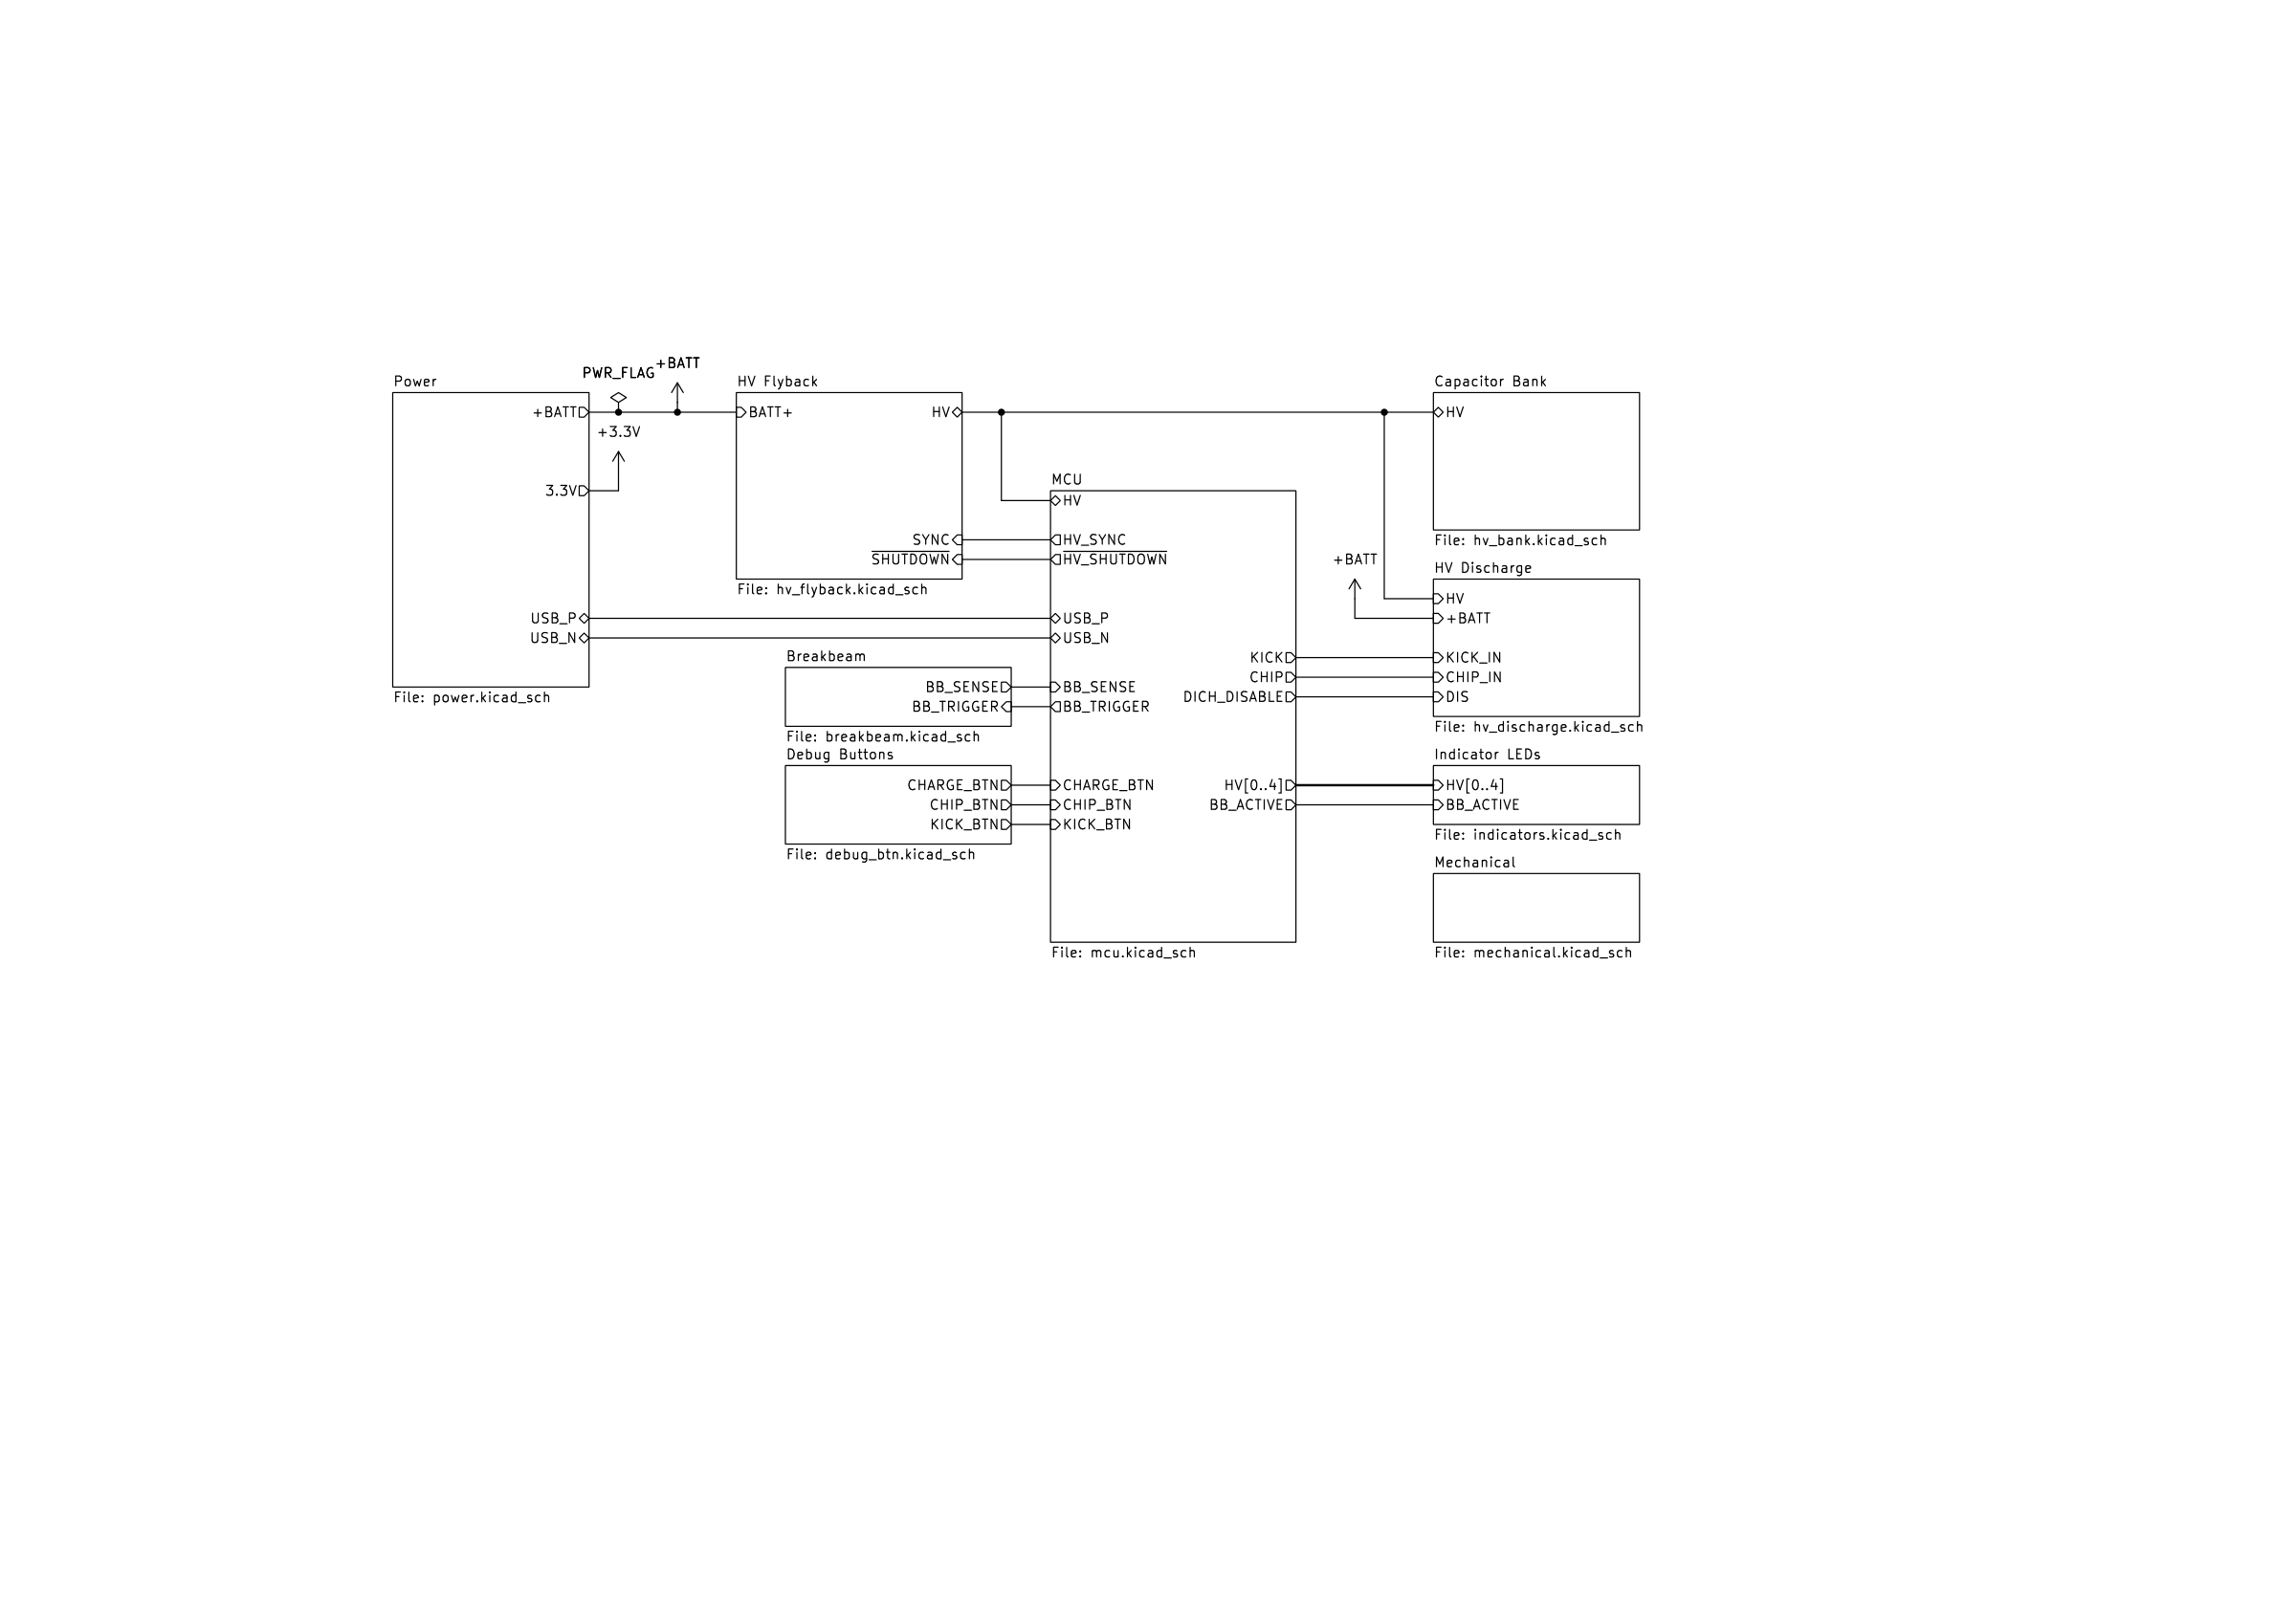 +BATT
PWR_FLAG
Power
+BATT
+3.3V
3.3V
USB_P
USB_N
File: power.kicad_sch
HV Flyback
BATT+
HV
SYNC
SHUTDOWN
File: hv_flyback.kicad_sch
Breakbeam
BB_SENSE
BB_TRIGGER
File: breakbeam.kicad_sch
Debug Buttons
CHARGE_BTN
CHIP_BTN
KICK_BTN
File: debug_btn.kicad_sch
MCU
HV
HV_SYNC
HV_SHUTDOWN
USB_P
USB_N
BB_SENSE
BB_TRIGGER
CHARGE_BTN
CHIP_BTN
KICK_BTN
KICK
CHIP
DICH_DISABLE
HV[0..4]
BB_ACTIVE
File: mcu.kicad_sch
Capacitor Bank
HV
File: hv_bank.kicad_sch
+BATT
HV Discharge
HV
+BATT
KICK_IN
CHIP_IN
DIS
File: hv_discharge.kicad_sch
Indicator LEDs
HV[0..4]
BB_ACTIVE
File: indicators.kicad_sch
Mechanical
File: mechanical.kicad_sch